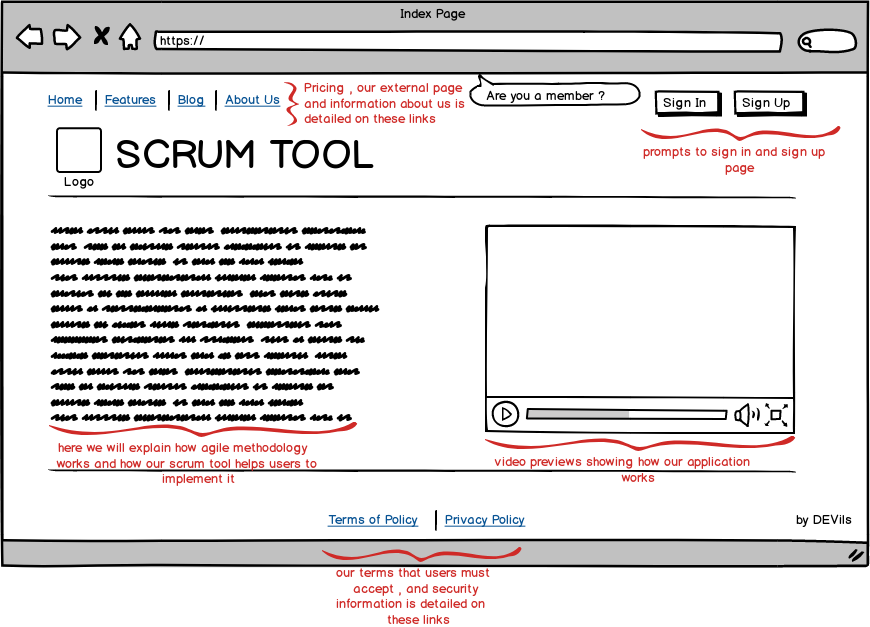 Index Page
https://
Home
Features
Blog
About Us
Pricing , our external page
and information about us is
detailed on these links
Are you a member ?
Sign In
Sign Up
prompts to sign in and sign up
page
Logo
SCRUM TOOL
here we will explain how agile methodology
works and how our scrum tool helps users to
implement it
video previews showing how our application
works
Terms of Policy
Privacy Policy
by DEVils
our terms that users must
accept , and security
information is detailed on
these links